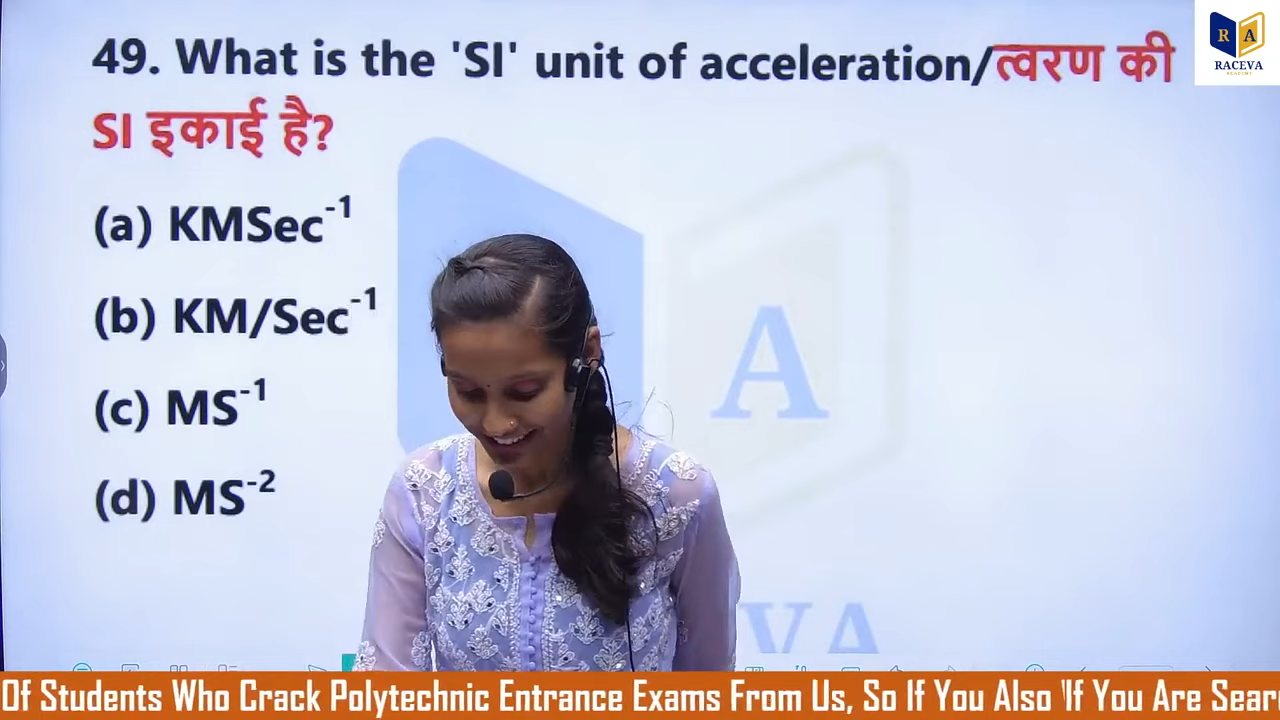 49. What is the 'SI' unit of acceleration/त्वरण की
SI इकाई है?
(a) KMSec⁻¹
(b) KM/Sec⁻¹
(c) MS⁻¹
(d) MS⁻²
R A
RACEVA
ACADEMY
A
VA
Of Students Who Crack Polytechnic Entrance Exams From Us, So If You Also 'If You Are Sear